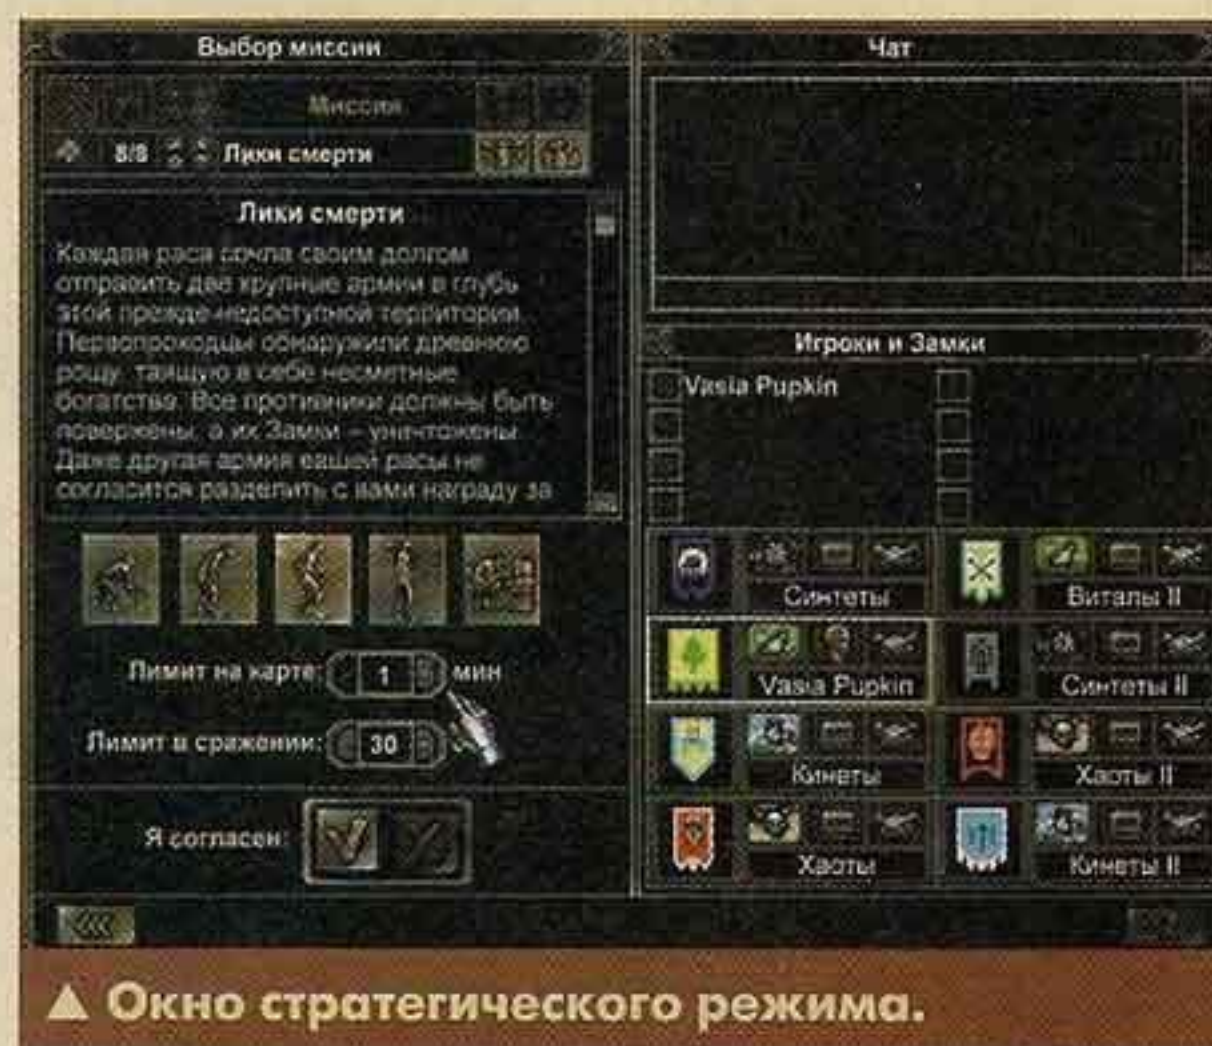 Выбор миссии
Миссия
8/8 Лики смерти
Лики смерти
Каждая раса сочла своим долгом
отправить две крупные армии в глубь
этой прежде недоступной территории.
Первопроходцы обнаружили древнюю
рощу, таящую в себе несметные
богатства. Все противники должны быть
повержены, а их Замки – уничтожены.
Даже другая армия вашей расы не
согласится разделить с вами награду за
Лимит на карте: 1 мин
Лимит в сражении: 30
Я согласен:
Чат
Игроки и Замки
Vasia Pupkin
Синтеты
Виталы II
Vasia Pupkin
Синтеты II
Кинеты
Хаоты II
Хаоты
Кинеты II
▲ Окно стратегического режима.